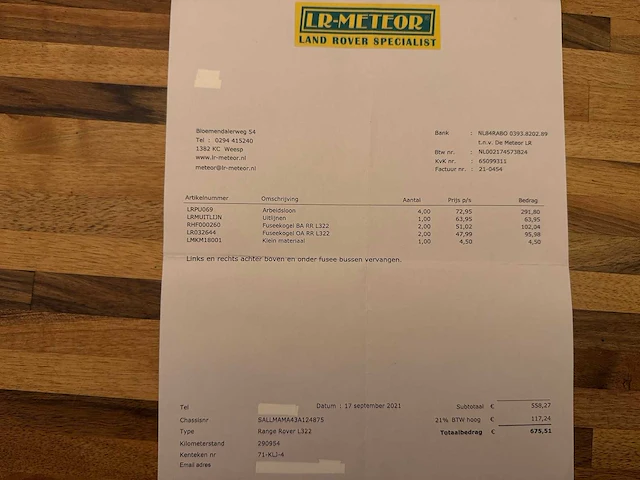 LR-METEOR
LAND ROVER SPECIALIST
Bloemendalerweg 54
Tel : 0294 415240
1382 KC Weesp
www.lr-meteor.nl
meteor@lr-meteor.nl
Bank : NL84RABG 0393.8202.89
t.n.v. De Meteor LR
Btw nr. : NL002174573B24
KvK nr. : 65099311
Factuur nr. : 21-0454
Artikelnummer Omschrijving Aantal Prijs p/s Bedrag
LRPU069 Arbeidsloon 4,00 72,95 291,80
LRMUITLIJN Uitlijnen 1,00 63,95 63,95
RHF000260 Fuseekogel BA RR L322 2,00 51,02 102,04
LR032644 Fuseekogel OA RR L322 2,00 47,99 95,98
LMKM16001 Klein materiaal 1,00 4,50 4,50
Links en rechts achter boven en onder fusee bussen vervangen.
Tel Datum : 17 september 2021 Subtotaal € 558,27
Chassisnr SALLMAMA43A124875 21% BTW hoog € 117,24
Type Range Rover L322 Totaalbedrag € 675,51
Kilometerstand 290954
Kenteken nr 71-KLJ-4
Email adres